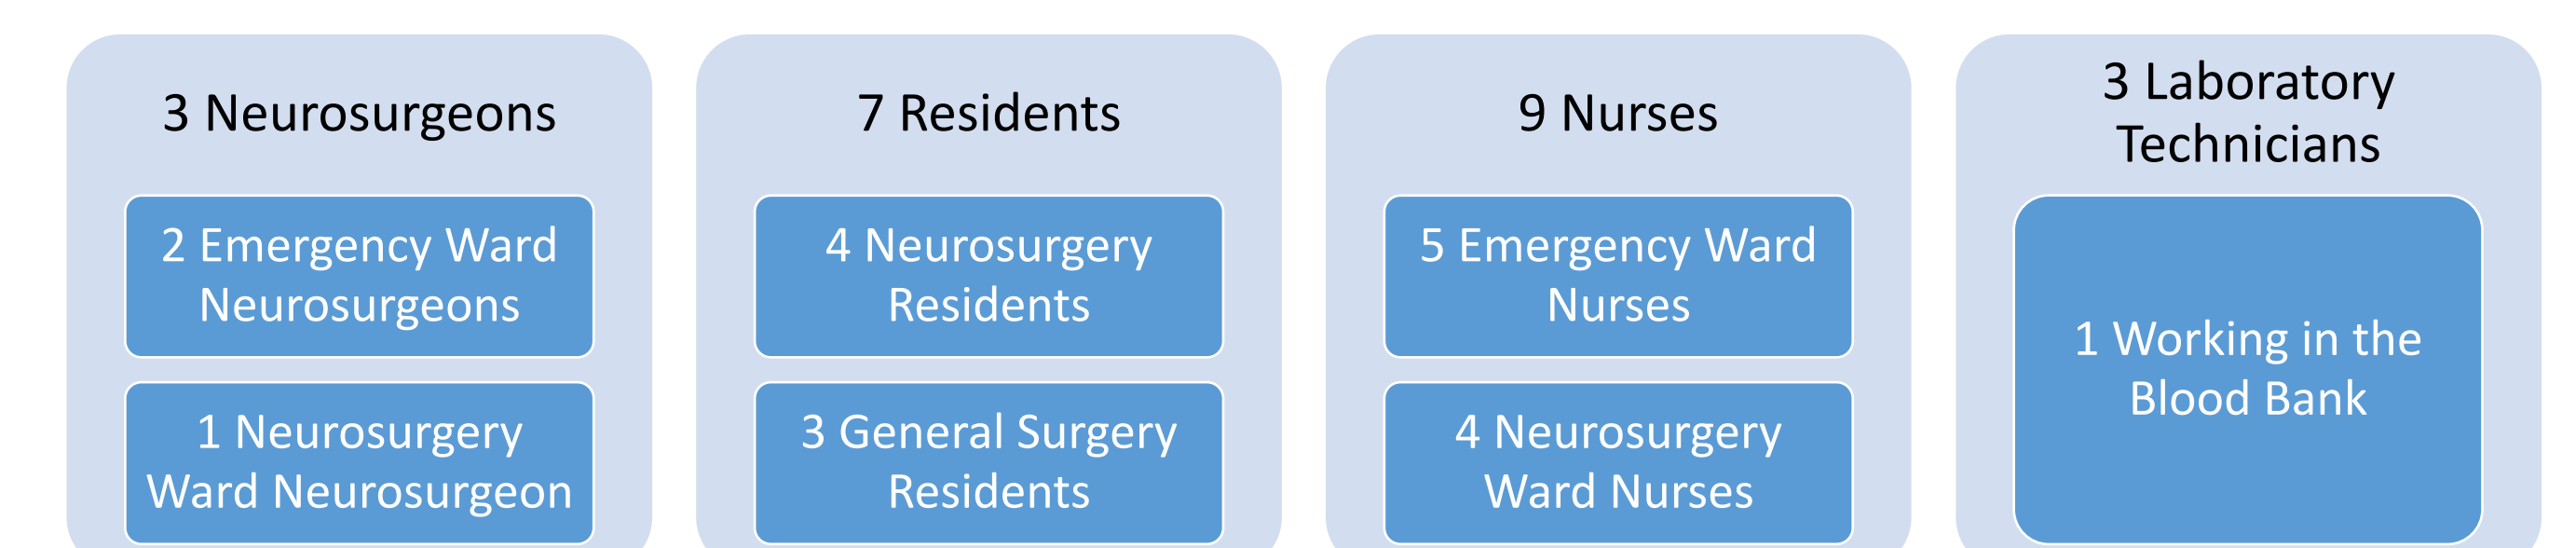 3 Neurosurgeons
2 Emergency Ward
Neurosurgeons
1 Neurosurgery
Ward Neurosurgeon
7 Residents
4 Neurosurgery
Residents
3 General Surgery
Residents
9 Nurses
5 Emergency Ward
Nurses
4 Neurosurgery
Ward Nurses
3 Laboratory
Technicians
1 Working in the
Blood Bank